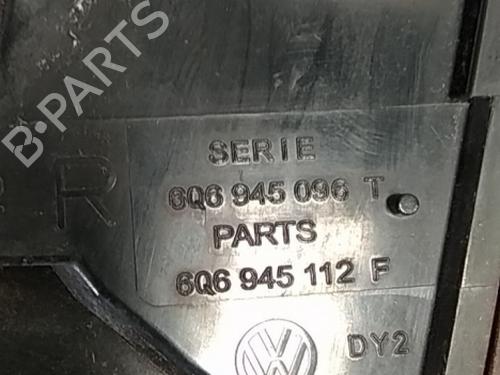 B-PARTS
SERIE
R
6Q6 945 096 T
PARTS
6Q6 945 112 F
DY2